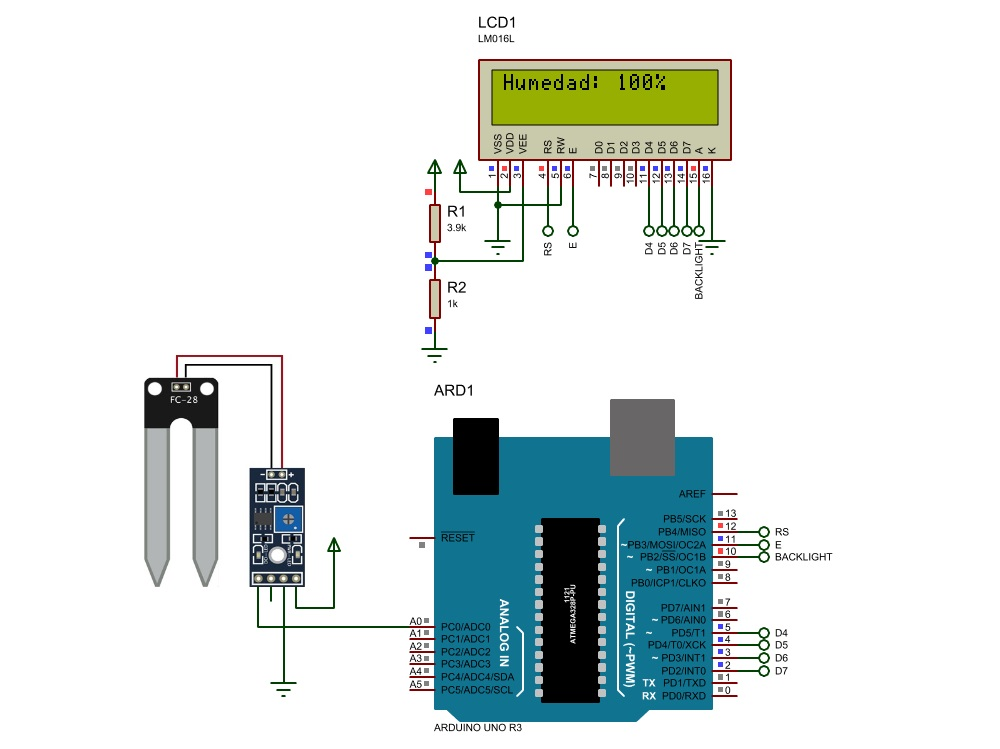 LCD1
LM016L
Humedad: 100%
VSS
VDD
VEE
RS
RW
E
D0
D1
D2
D3
D4
D5
D6
D7
A
K
1
2
3
4
5
6
7
8
9
10
11
12
13
14
15
16
RS
E
D4
D5
D6
D7
BACKLIGHT
R1
3.9k
R2
1k
FC-28
- +
ARD1
AREF
RESET
PB5/SCK 13
PB4/MISO 12 RS
~PB3/MOSI/OC2A 11 E
~ PB2/SS/OC1B 10 BACKLIGHT
~ PB1/OC1A 9
PB0/ICP1/CLKO 8
PD7/AIN1 7
~ PD6/AIN0 6
~ PD5/T1 5 D4
PD4/T0/XCK 4 D5
~ PD3/INT1 3 D6
PD2/INT0 2 D7
TX PD1/TXD 1
RX PD0/RXD 0
A0 PC0/ADC0
A1 PC1/ADC1
A2 PC2/ADC2
A3 PC3/ADC3
A4 PC4/ADC4/SDA
A5 PC5/ADC5/SCL
ANALOG IN
1121
ATMEGA328P-PU
DIGITAL (~PWM)
ARDUINO UNO R3